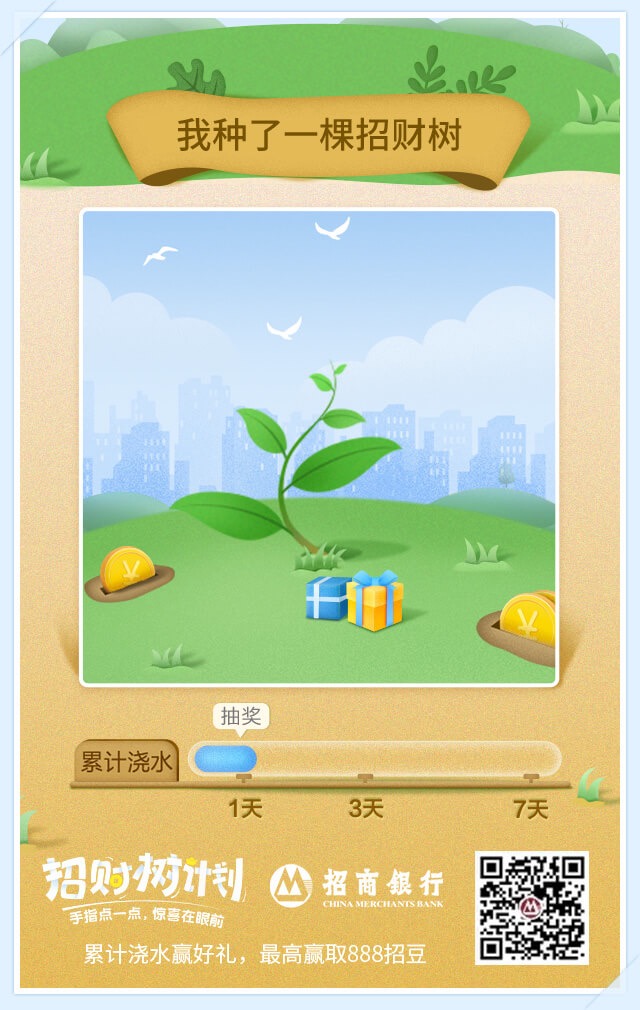 我种了一棵招财树
抽奖
累计浇水
1天
3天
7天
招财树计划
手指点一点，惊喜在眼前
招商銀行
CHINA MERCHANTS BANK
累计浇水赢好礼，最高赢取888招豆